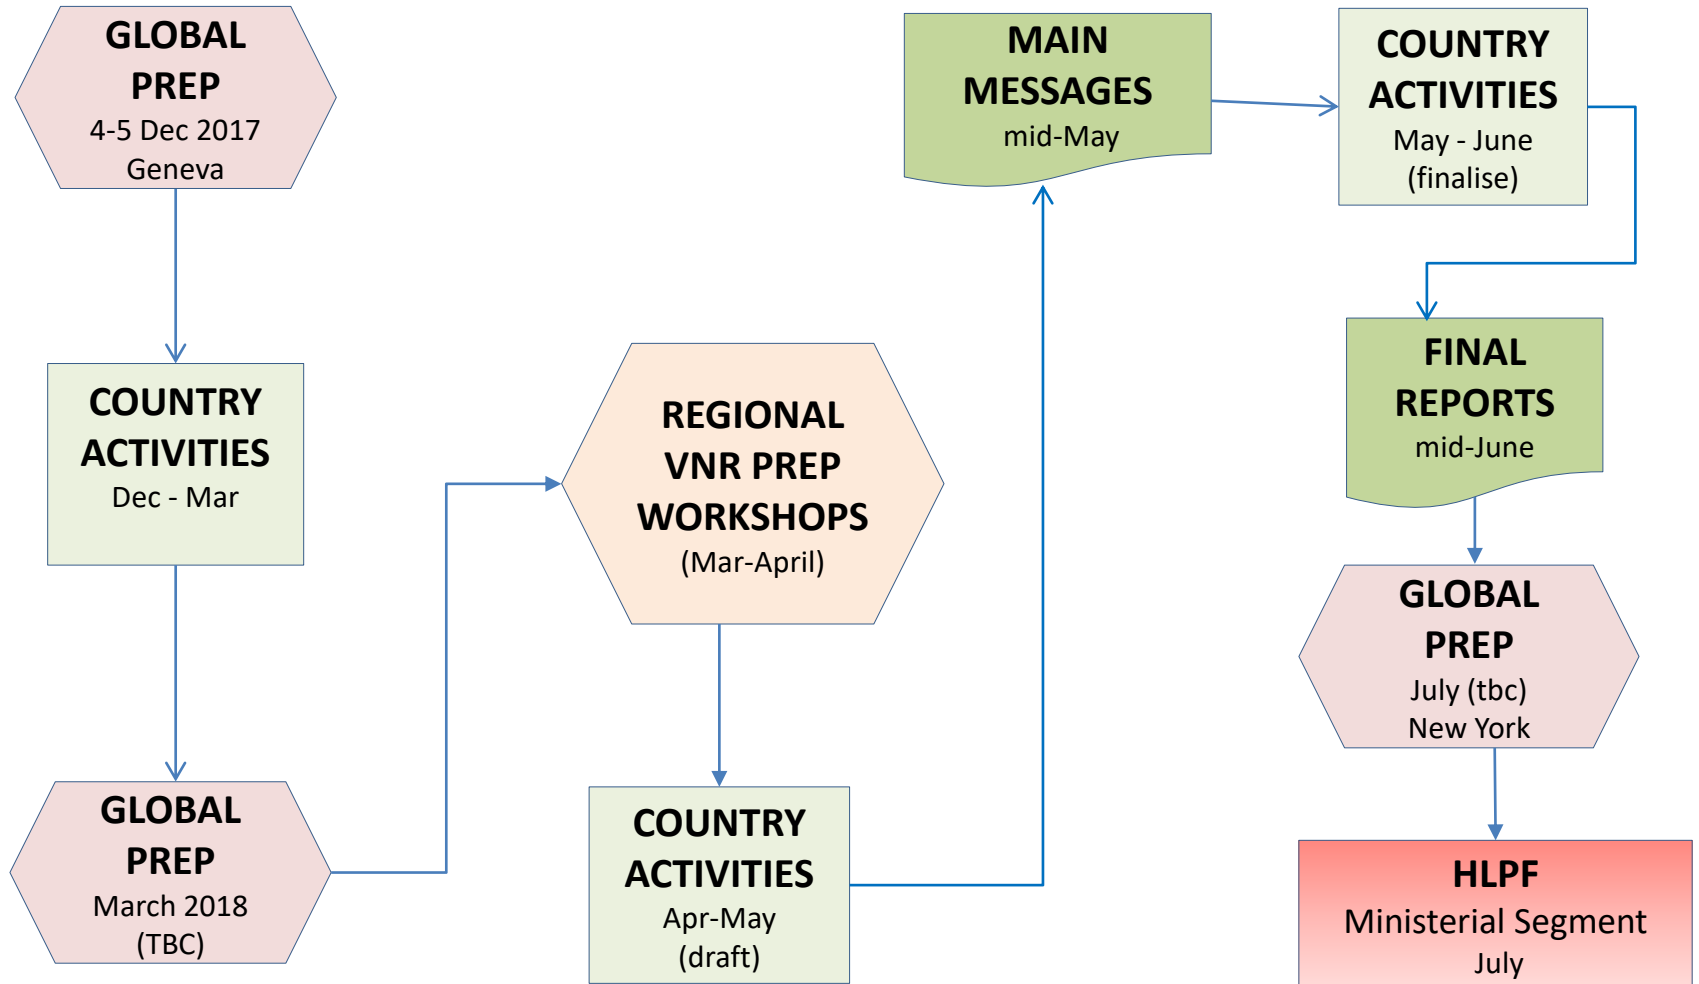 GLOBAL
PREP
4-5 Dec 2017
Geneva
COUNTRY
ACTIVITIES
Dec - Mar
GLOBAL
PREP
March 2018
(TBC)
REGIONAL
VNR PREP
WORKSHOPS
(Mar-April)
COUNTRY
ACTIVITIES
Apr-May
(draft)
MAIN
MESSAGES
mid-May
COUNTRY
ACTIVITIES
May - June
(finalise)
FINAL
REPORTS
mid-June
GLOBAL
PREP
July (tbc)
New York
HLPF
Ministerial Segment
July